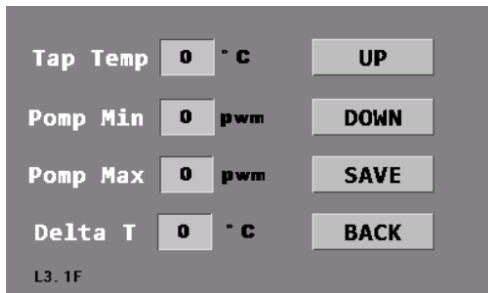 Tap Temp 0 °C UP
Pomp Min 0 pwm DOWN
Pomp Max 0 pwm SAVE
Delta T 0 °C BACK
L3.1F